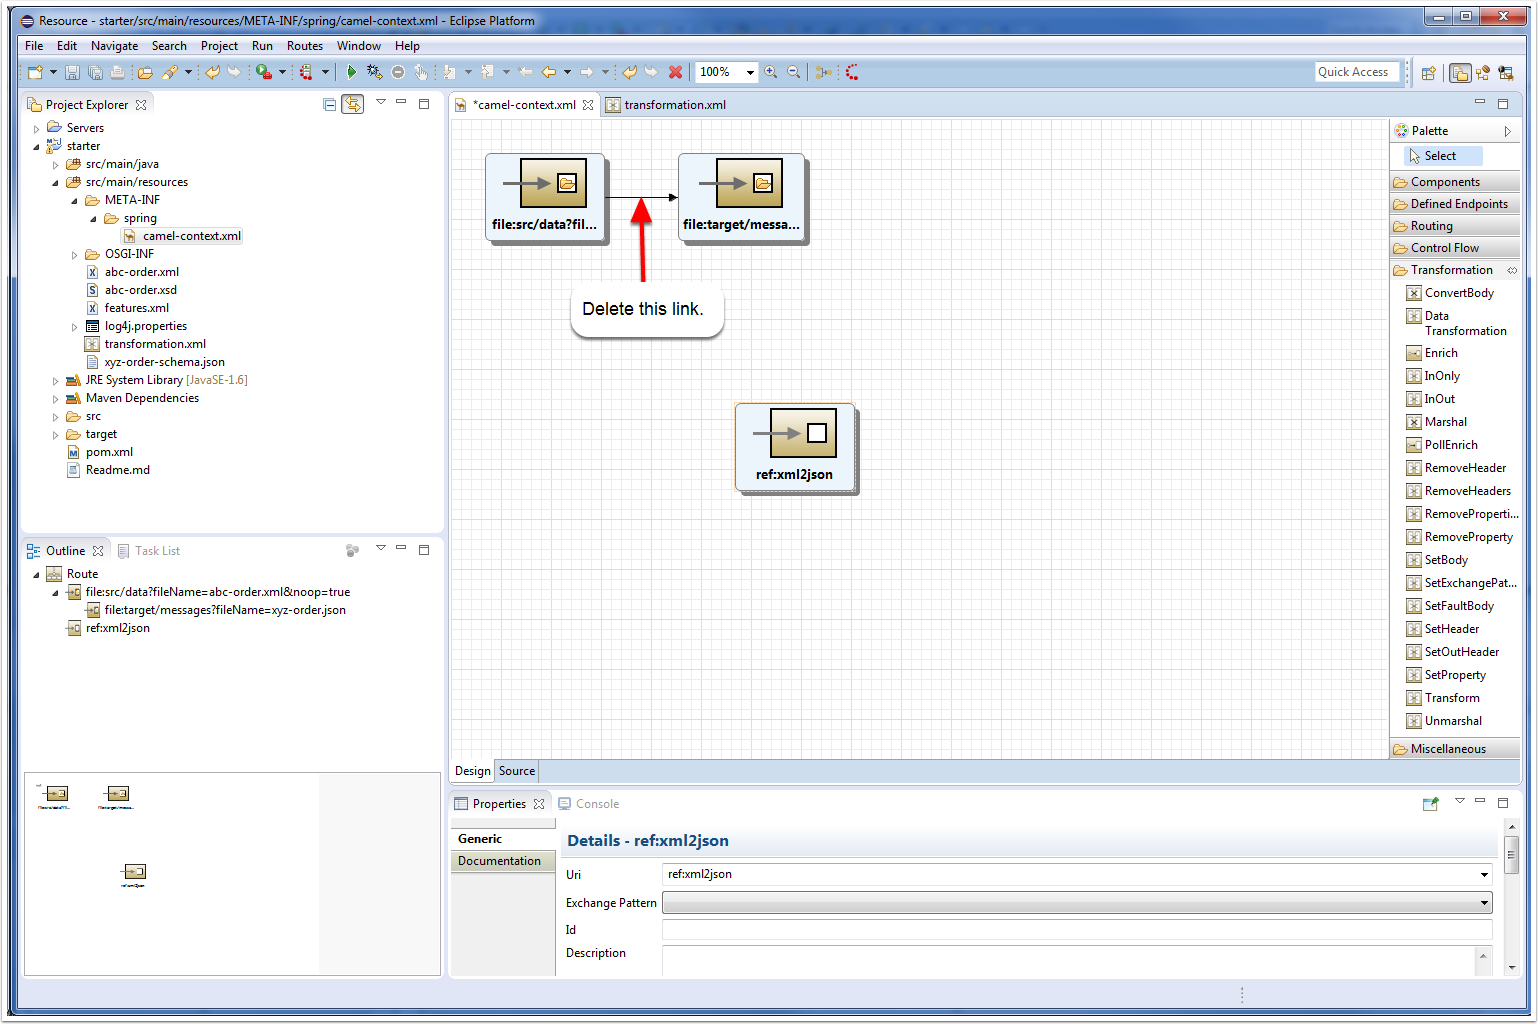 Resource - starter/src/main/resources/META-INF/spring/camel-context.xml - Eclipse Platform
File Edit Navigate Search Project Run Routes Window Help
100%
Quick Access
Project Explorer
Servers
starter
src/main/java
src/main/resources
META-INF
spring
camel-context.xml
OSGI-INF
abc-order.xml
abc-order.xsd
features.xml
log4j.properties
transformation.xml
xyz-order-schema.json
JRE System Library [JavaSE-1.6]
Maven Dependencies
src
target
pom.xml
Readme.md
Outline Task List
Route
file:src/data?fileName=abc-order.xml&noop=true
file:target/messages?fileName=xyz-order.json
ref:xml2json
*camel-context.xml transformation.xml
file:src/data?fil... file:target/messa...
Delete this link.
ref:xml2json
Design Source
Palette
Select
Components
Defined Endpoints
Routing
Control Flow
Transformation
ConvertBody
Data
Transformation
Enrich
InOnly
InOut
Marshal
PollEnrich
RemoveHeader
RemoveHeaders
RemoveProperti...
RemoveProperty
SetBody
SetExchangePat...
SetFaultBody
SetHeader
SetOutHeader
SetProperty
Transform
Unmarshal
Miscellaneous
Properties Console
Generic
Documentation
Details - ref:xml2json
Uri ref:xml2json
Exchange Pattern
Id
Description